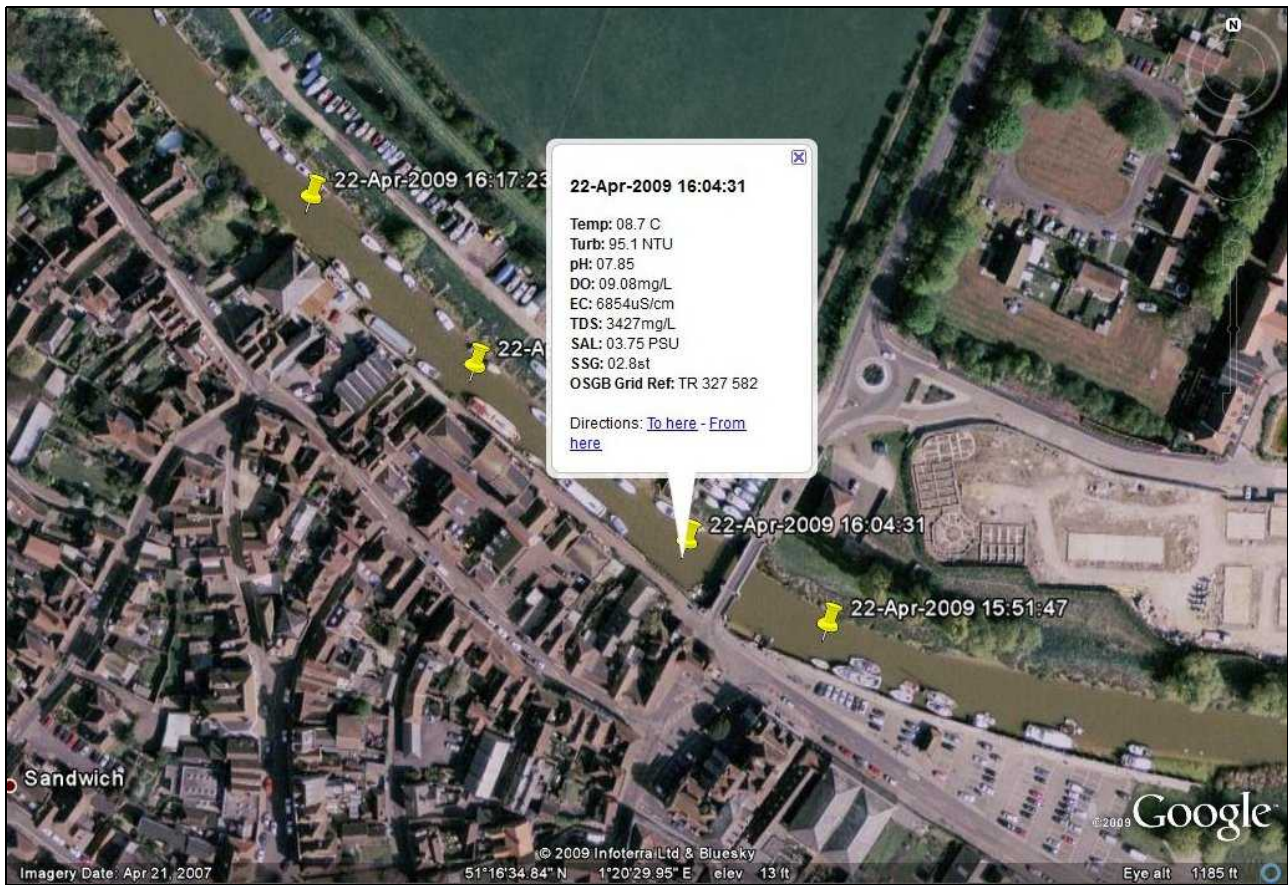 N
22-Apr-2009 16:17:23
22-Apr-2009 16:04:31
Temp: 08.7 C
Turb: 95.1 NTU
pH: 07.85
DO: 09.08mg/L
EC: 6854uS/cm
TDS: 3427mg/L
SAL: 03.75 PSU
SSG: 02.8st
OSGB Grid Ref: TR 327 582
Directions: To here - From
here
22-A
22-Apr-2009 16:04:31
22-Apr-2009 15:51:47
Sandwich
©2009 Google
© 2009 Infoterra Ltd & Bluesky
Imagery Date: Apr 21, 2007 51°16'34.84" N 1°20'29.95" E elev 13 ft Eye alt 1185 ft